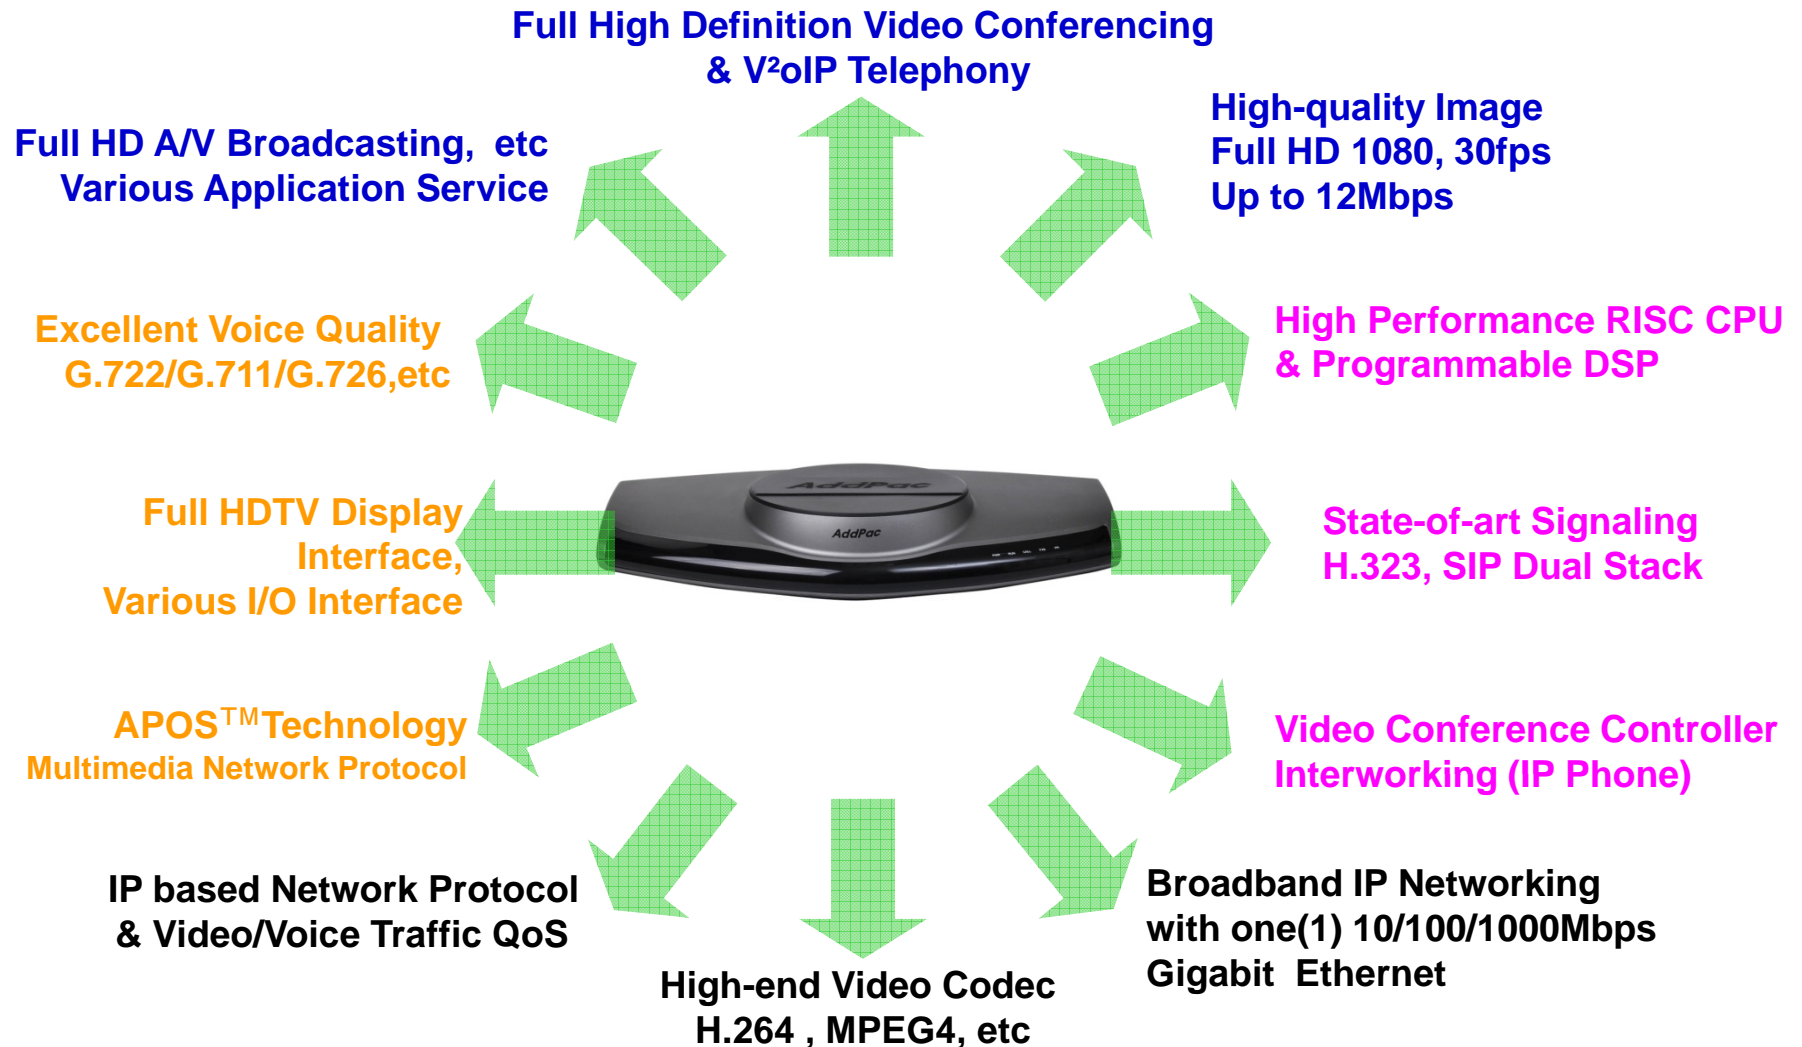 Full High Definition Video Conferencing
& V²oIP Telephony
High-quality Image
Full HD 1080, 30fps
Up to 12Mbps
Full HD A/V Broadcasting, etc
Various Application Service
Excellent Voice Quality
G.722/G.711/G.726,etc
High Performance RISC CPU
& Programmable DSP
AddPac
AddPac
Full HDTV Display
Interface,
Various I/O Interface
State-of-art Signaling
H.323, SIP Dual Stack
APOS™Technology
Multimedia Network Protocol
Video Conference Controller
Interworking (IP Phone)
IP based Network Protocol
& Video/Voice Traffic QoS
Broadband IP Networking
with one(1) 10/100/1000Mbps
Gigabit Ethernet
High-end Video Codec
H.264 , MPEG4, etc